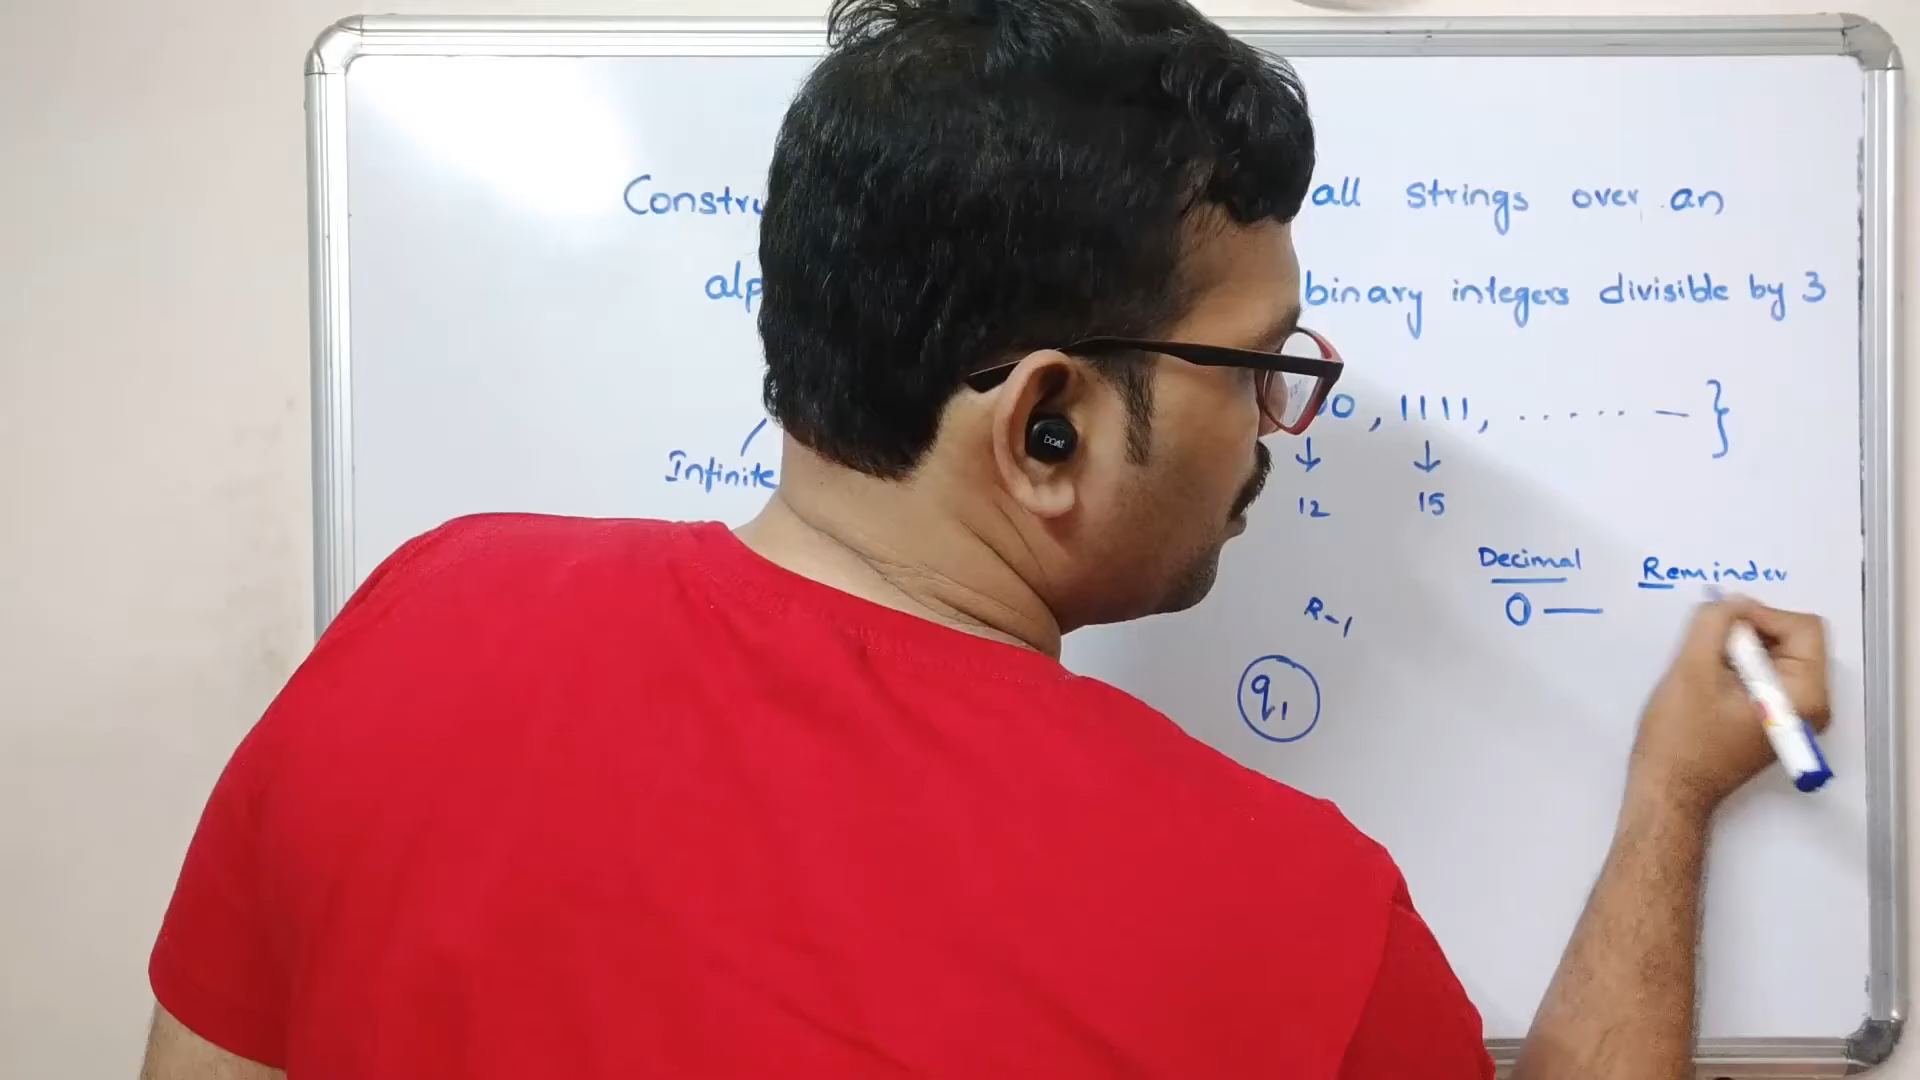 Constru all strings over an
alp binary integers divisible by 3
0 , 1111, ...... — }
Infinite
12 15
Decimal Reminder
R-1 0 —
q1
boAt